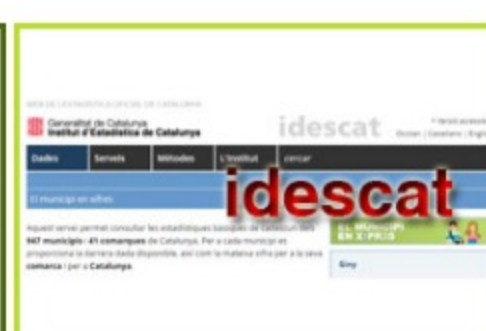 WEB DE L'ESTADÍSTICA OFICIAL DE CATALUNYA
Generalitat de Catalunya
Institut d'Estadística de Catalunya
idescat
Dades Serveis Mètodes L'Institut cercar
El municipi en xifres
idescat
EL MUNICIPI
EN XIFRES
Aquest servei permet consultar les estadístiques bàsiques de cadascun dels
947 municipis i 41 comarques de Catalunya. Per a cada municipi es
proporciona la darrera dada disponible, així com la mateixa xifra per a la seva
comarca i per a Catalunya.